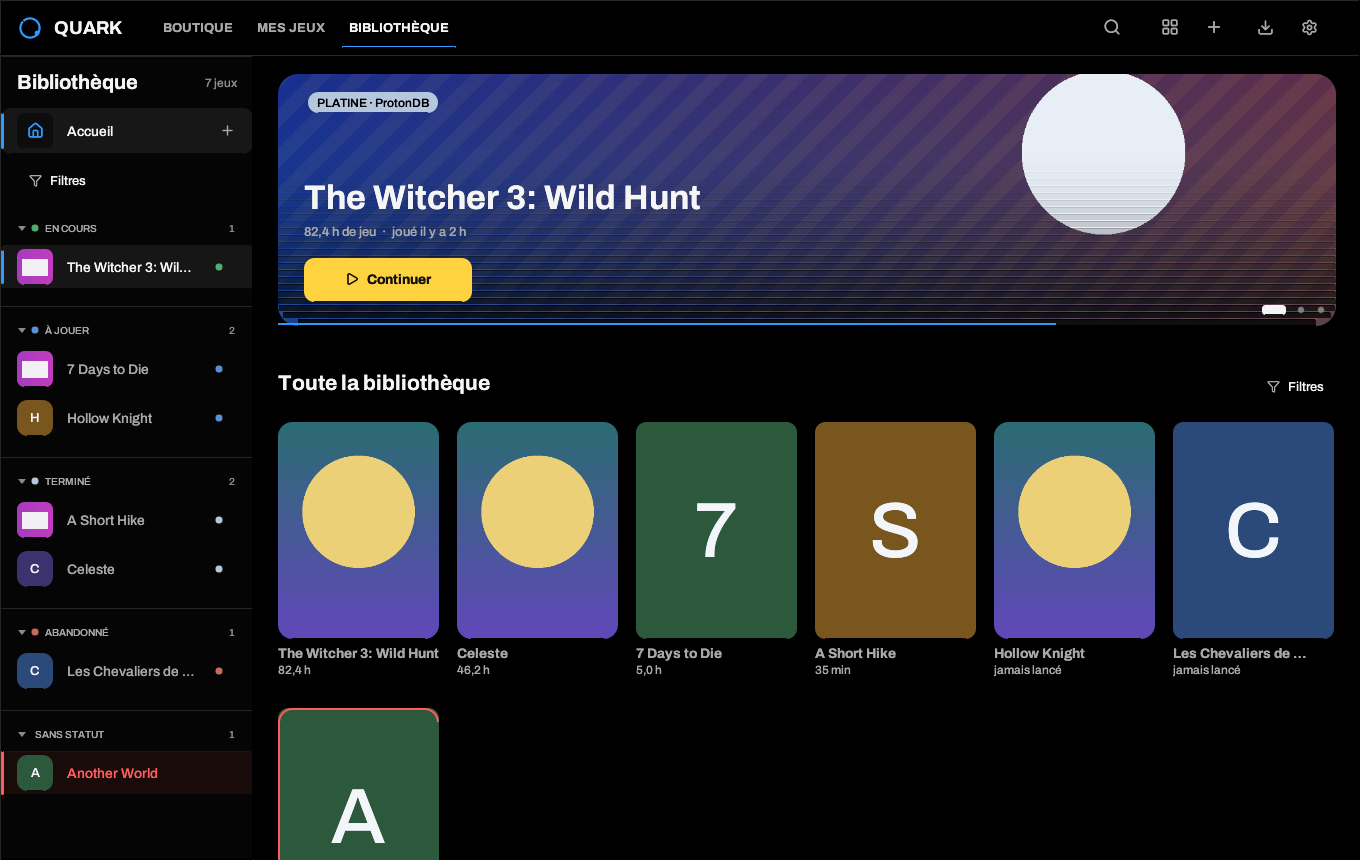 QUARK
BOUTIQUE MES JEUX BIBLIOTHÈQUE
Bibliothèque 7 jeux
Accueil
Filtres
EN COURS 1
The Witcher 3: Wil…
À JOUER 2
7 Days to Die
H Hollow Knight
TERMINÉ 2
A Short Hike
C Celeste
ABANDONNÉ 1
C Les Chevaliers de …
SANS STATUT 1
A Another World
PLATINE · ProtonDB
The Witcher 3: Wild Hunt
82,4 h de jeu · joué il y a 2 h
Continuer
Toute la bibliothèque
Filtres
7 S C
The Witcher 3: Wild Hunt
82,4 h
Celeste
46,2 h
7 Days to Die
5,0 h
A Short Hike
35 min
Hollow Knight
jamais lancé
Les Chevaliers de …
jamais lancé
A